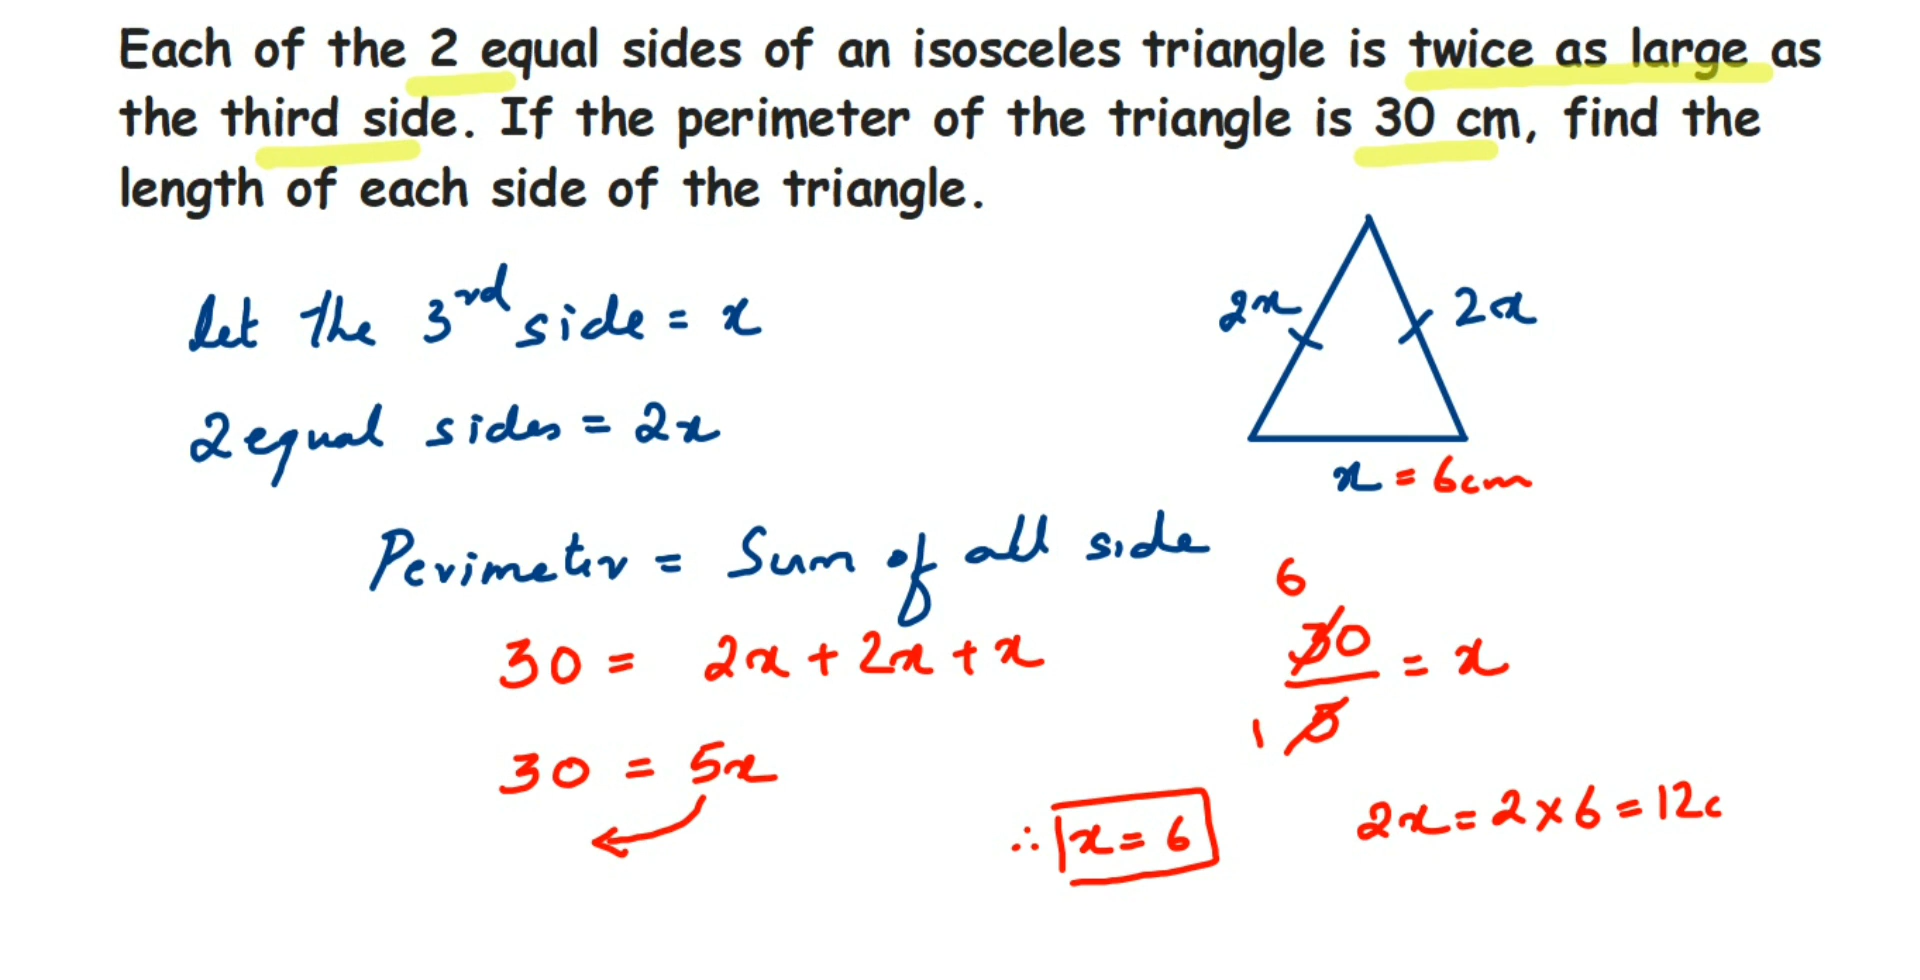 Each of the 2 equal sides of an isosceles triangle is twice as large as
the third side. If the perimeter of the triangle is 30 cm, find the
length of each side of the triangle.
Let the 3rd side = x
2 equal sides = 2x
2x
2x
x = 6cm
Perimeter = Sum of all side
30 = 2x + 2x + x
30 = 5x
6
30
= x
1 5
∴ x = 6
2x = 2 × 6 = 12c